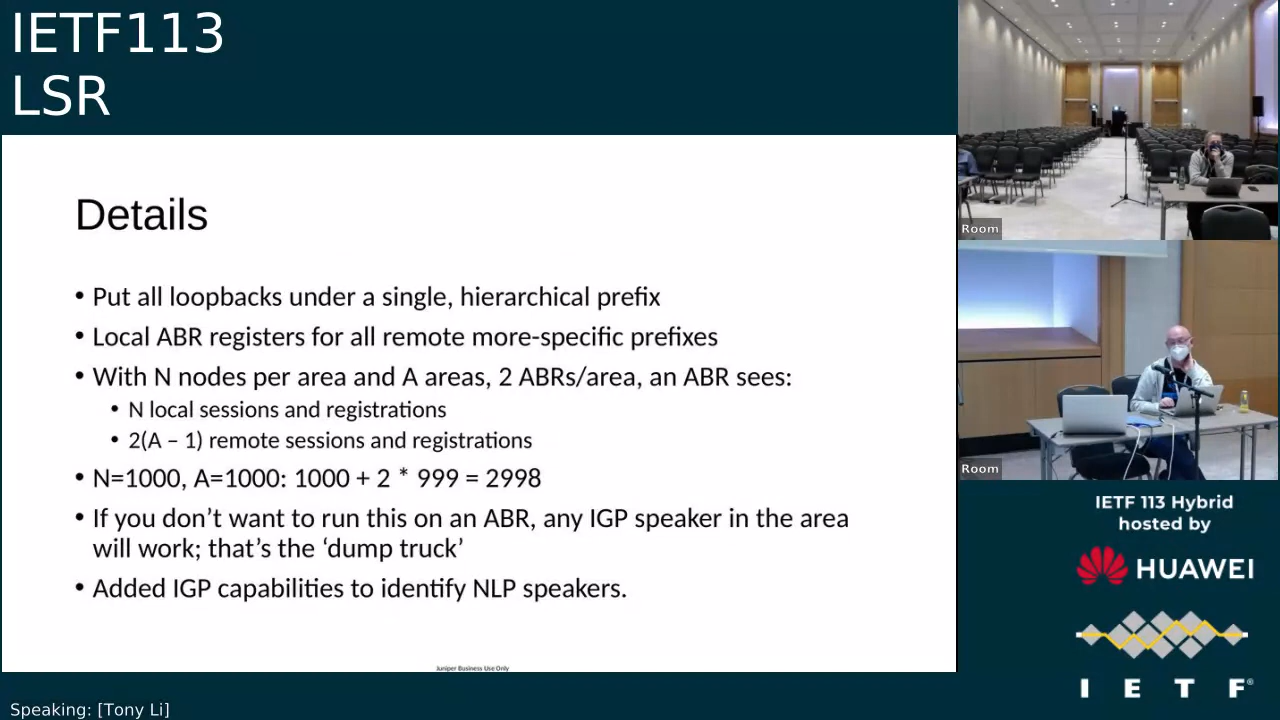 IETF113
LSR
Details
• Put all loopbacks under a single, hierarchical prefix
• Local ABR registers for all remote more-specific prefixes
• With N nodes per area and A areas, 2 ABRs/area, an ABR sees:
• N local sessions and registrations
• 2(A – 1) remote sessions and registrations
• N=1000, A=1000: 1000 + 2 * 999 = 2998
• If you don’t want to run this on an ABR, any IGP speaker in the area
will work; that’s the ‘dump truck’
• Added IGP capabilities to identify NLP speakers.
Juniper Business Use Only
Speaking: [Tony Li]
Room
Room
IETF 113 Hybrid
hosted by
HUAWEI
I E T F®